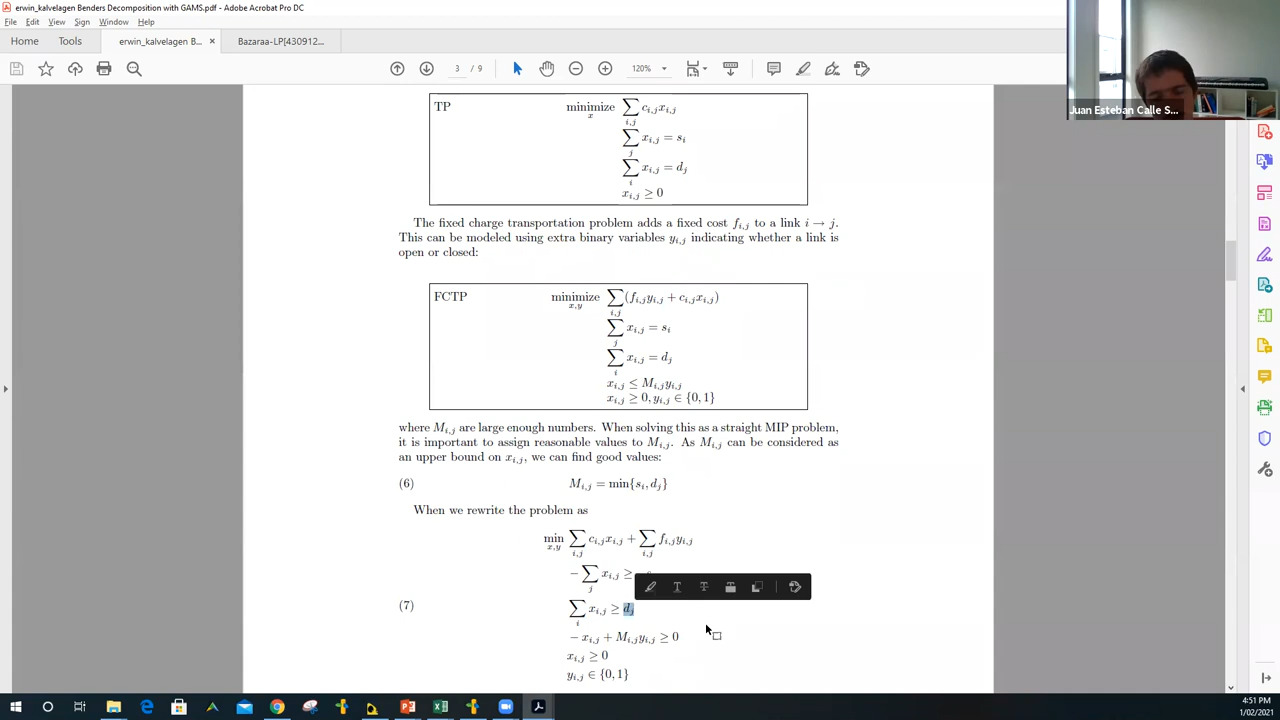 erwin_kalvelagen Benders Decomposition with GAMS.pdf - Adobe Acrobat Pro DC
File Edit View Sign Window Help
Home Tools erwin_kalvelagen B... × Bazaraa-LP[430912...
3 / 9 120%
Juan Esteban Calle S...
TP minimize ∑ c_{i,j}x_{i,j}
x i,j
∑ x_{i,j} = s_i
j
∑ x_{i,j} = d_j
i
x_{i,j} ≥ 0
The fixed charge transportation problem adds a fixed cost f_{i,j} to a link i → j.
This can be modeled using extra binary variables y_{i,j} indicating whether a link is
open or closed:
FCTP minimize ∑(f_{i,j}y_{i,j} + c_{i,j}x_{i,j})
x,y i,j
∑ x_{i,j} = s_i
j
∑ x_{i,j} = d_j
i
x_{i,j} ≤ M_{i,j}y_{i,j}
x_{i,j} ≥ 0, y_{i,j} ∈ {0, 1}
where M_{i,j} are large enough numbers. When solving this as a straight MIP problem,
it is important to assign reasonable values to M_{i,j}. As M_{i,j} can be considered as
an upper bound on x_{i,j}, we can find good values:
(6) M_{i,j} = min{s_i, d_j}
When we rewrite the problem as
min ∑ c_{i,j}x_{i,j} + ∑ f_{i,j}y_{i,j}
x,y i,j i,j
− ∑ x_{i,j} ≥
j
(7) ∑ x_{i,j} ≥ d_j
i
− x_{i,j} + M_{i,j}y_{i,j} ≥ 0
x_{i,j} ≥ 0
y_{i,j} ∈ {0, 1}
4:51 PM
1/02/2021